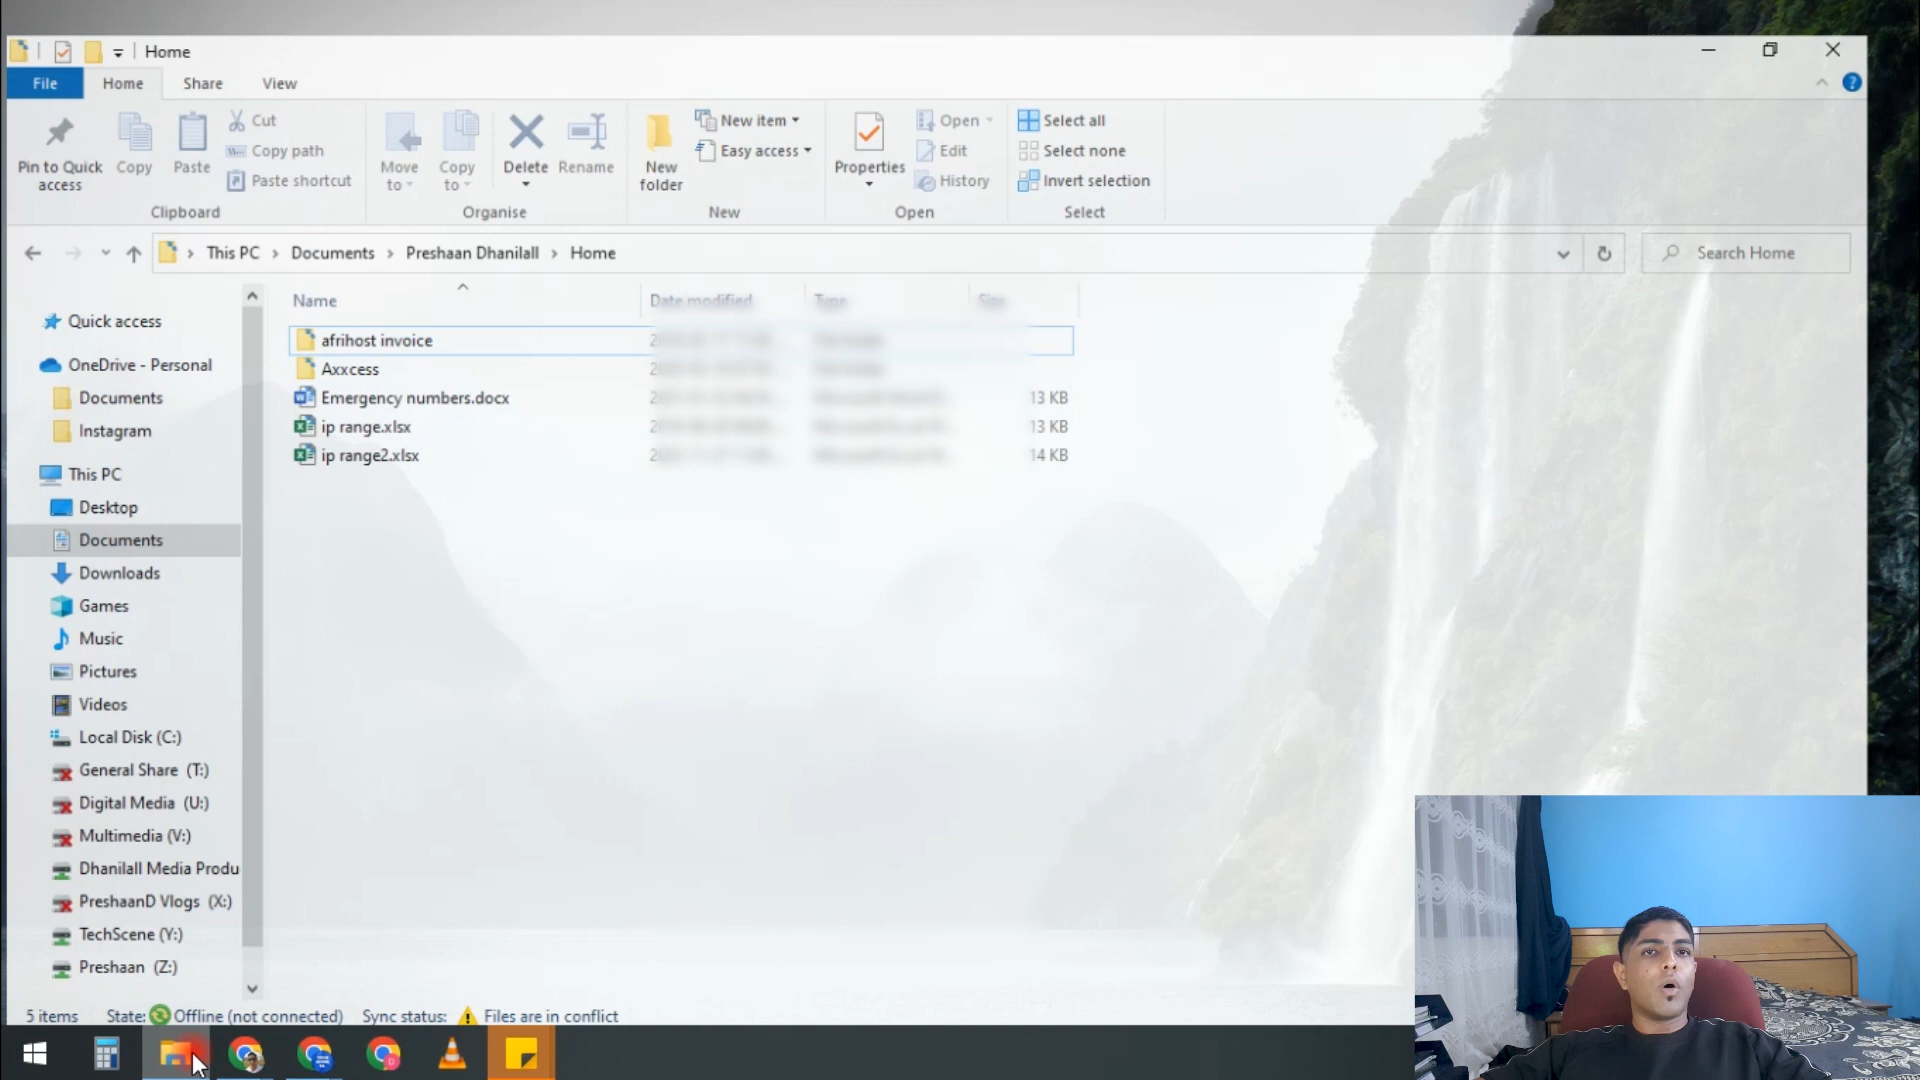 Home
File Home Share View
Pin to Quick access
Copy
Paste
Cut
Copy path
Paste shortcut
Clipboard
Move to
Copy to
Delete
Rename
Organise
New folder
New item
Easy access
New
Properties
Open
Edit
History
Open
Select all
Select none
Invert selection
Select
This PC > Documents > Preshaan Dhanilall > Home
Search Home
Quick access
OneDrive - Personal
Documents
Instagram
This PC
Desktop
Documents
Downloads
Games
Music
Pictures
Videos
Local Disk (C:)
General Share (T:)
Digital Media (U:)
Multimedia (V:)
Dhanilall Media Produ
PreshaanD Vlogs (X:)
TechScene (Y:)
Preshaan (Z:)
Name Date modified Type Size
afrihost invoice
Axxcess
Emergency numbers.docx 13 KB
ip range.xlsx 13 KB
ip range2.xlsx 14 KB
5 items State: Offline (not connected) Sync status: Files are in conflict